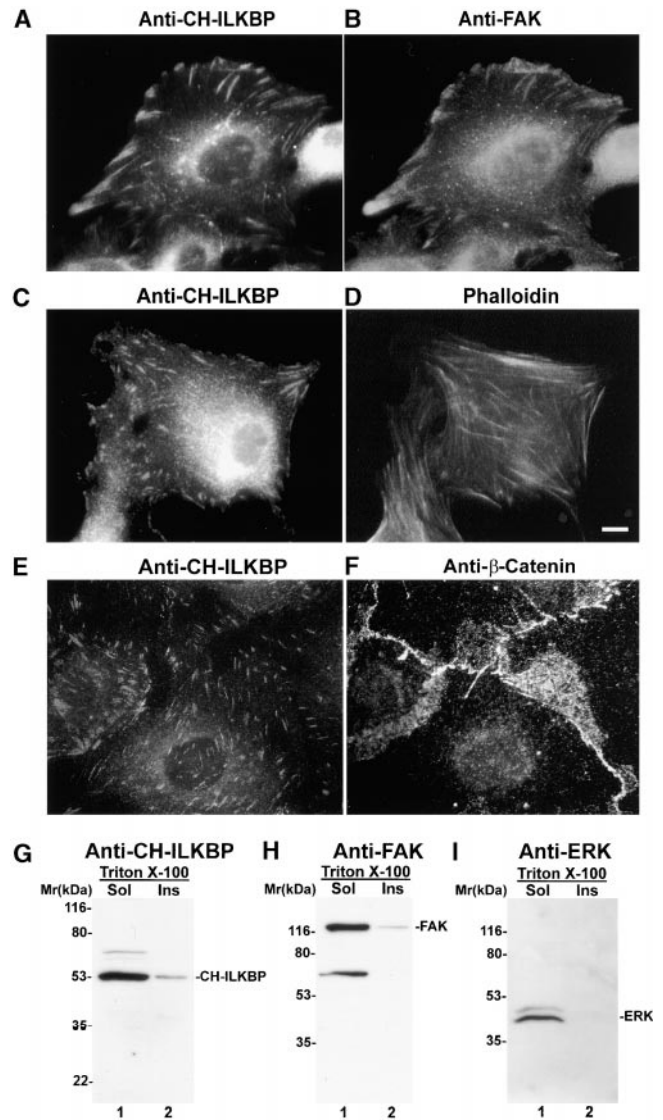 A Anti-CH-ILKBP B Anti-FAK
C Anti-CH-ILKBP D Phalloidin
E Anti-CH-ILKBP F Anti-β-Catenin
G Anti-CH-ILKBP
Triton X-100
Mr(kDa) Sol Ins
116-
80-
53- -CH-ILKBP
35-
22-
1 2
H Anti-FAK
Triton X-100
Mr(kDa) Sol Ins
116- -FAK
80-
53-
35-
1 2
I Anti-ERK
Triton X-100
Mr(kDa) Sol Ins
116-
80-
53-
-ERK
35-
1 2